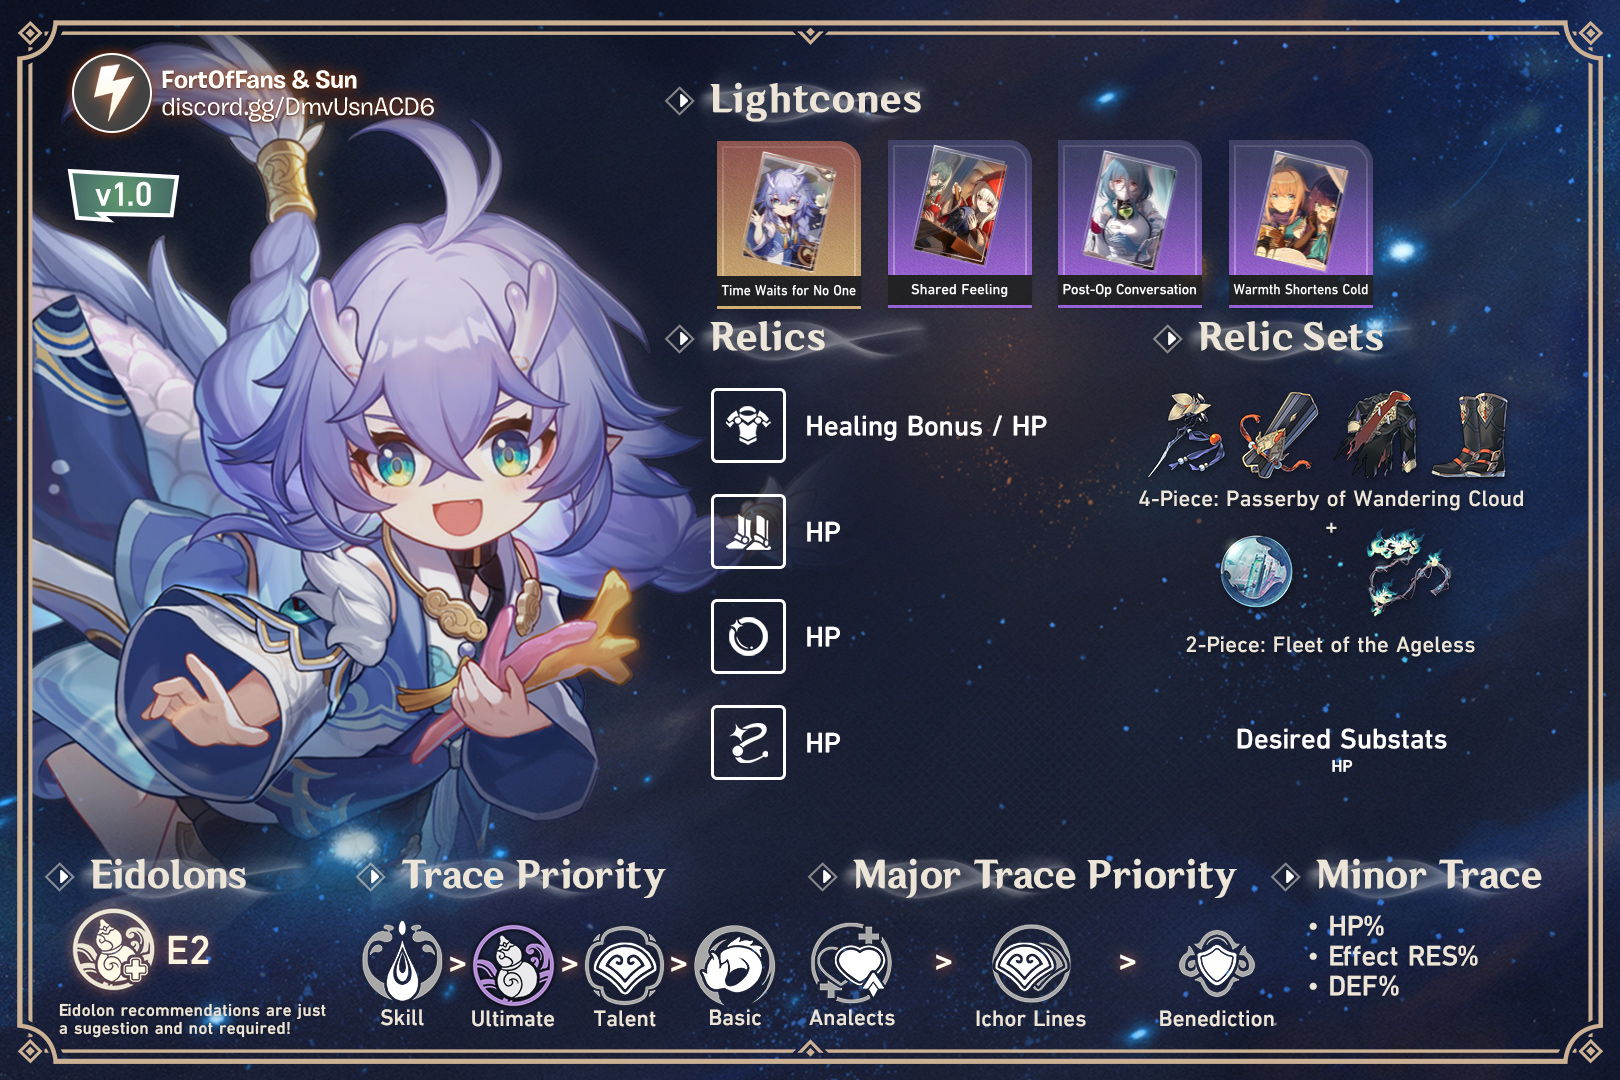 FortOfFans & Sun
discord.gg/DmvUsnACD6
v1.0
Lightcones
Time Waits for No One
Shared Feeling
Post-Op Conversation
Warmth Shortens Cold
Relics
Healing Bonus / HP
HP
HP
HP
Relic Sets
4-Piece: Passerby of Wandering Cloud
+
2-Piece: Fleet of the Ageless
Desired Substats
HP
Eidolons
E2
Eidolon recommendations are just
a sugestion and not required!
Trace Priority
Skill > Ultimate > Talent > Basic
Major Trace Priority
Analects > Ichor Lines > Benediction
Minor Trace
• HP%
• Effect RES%
• DEF%